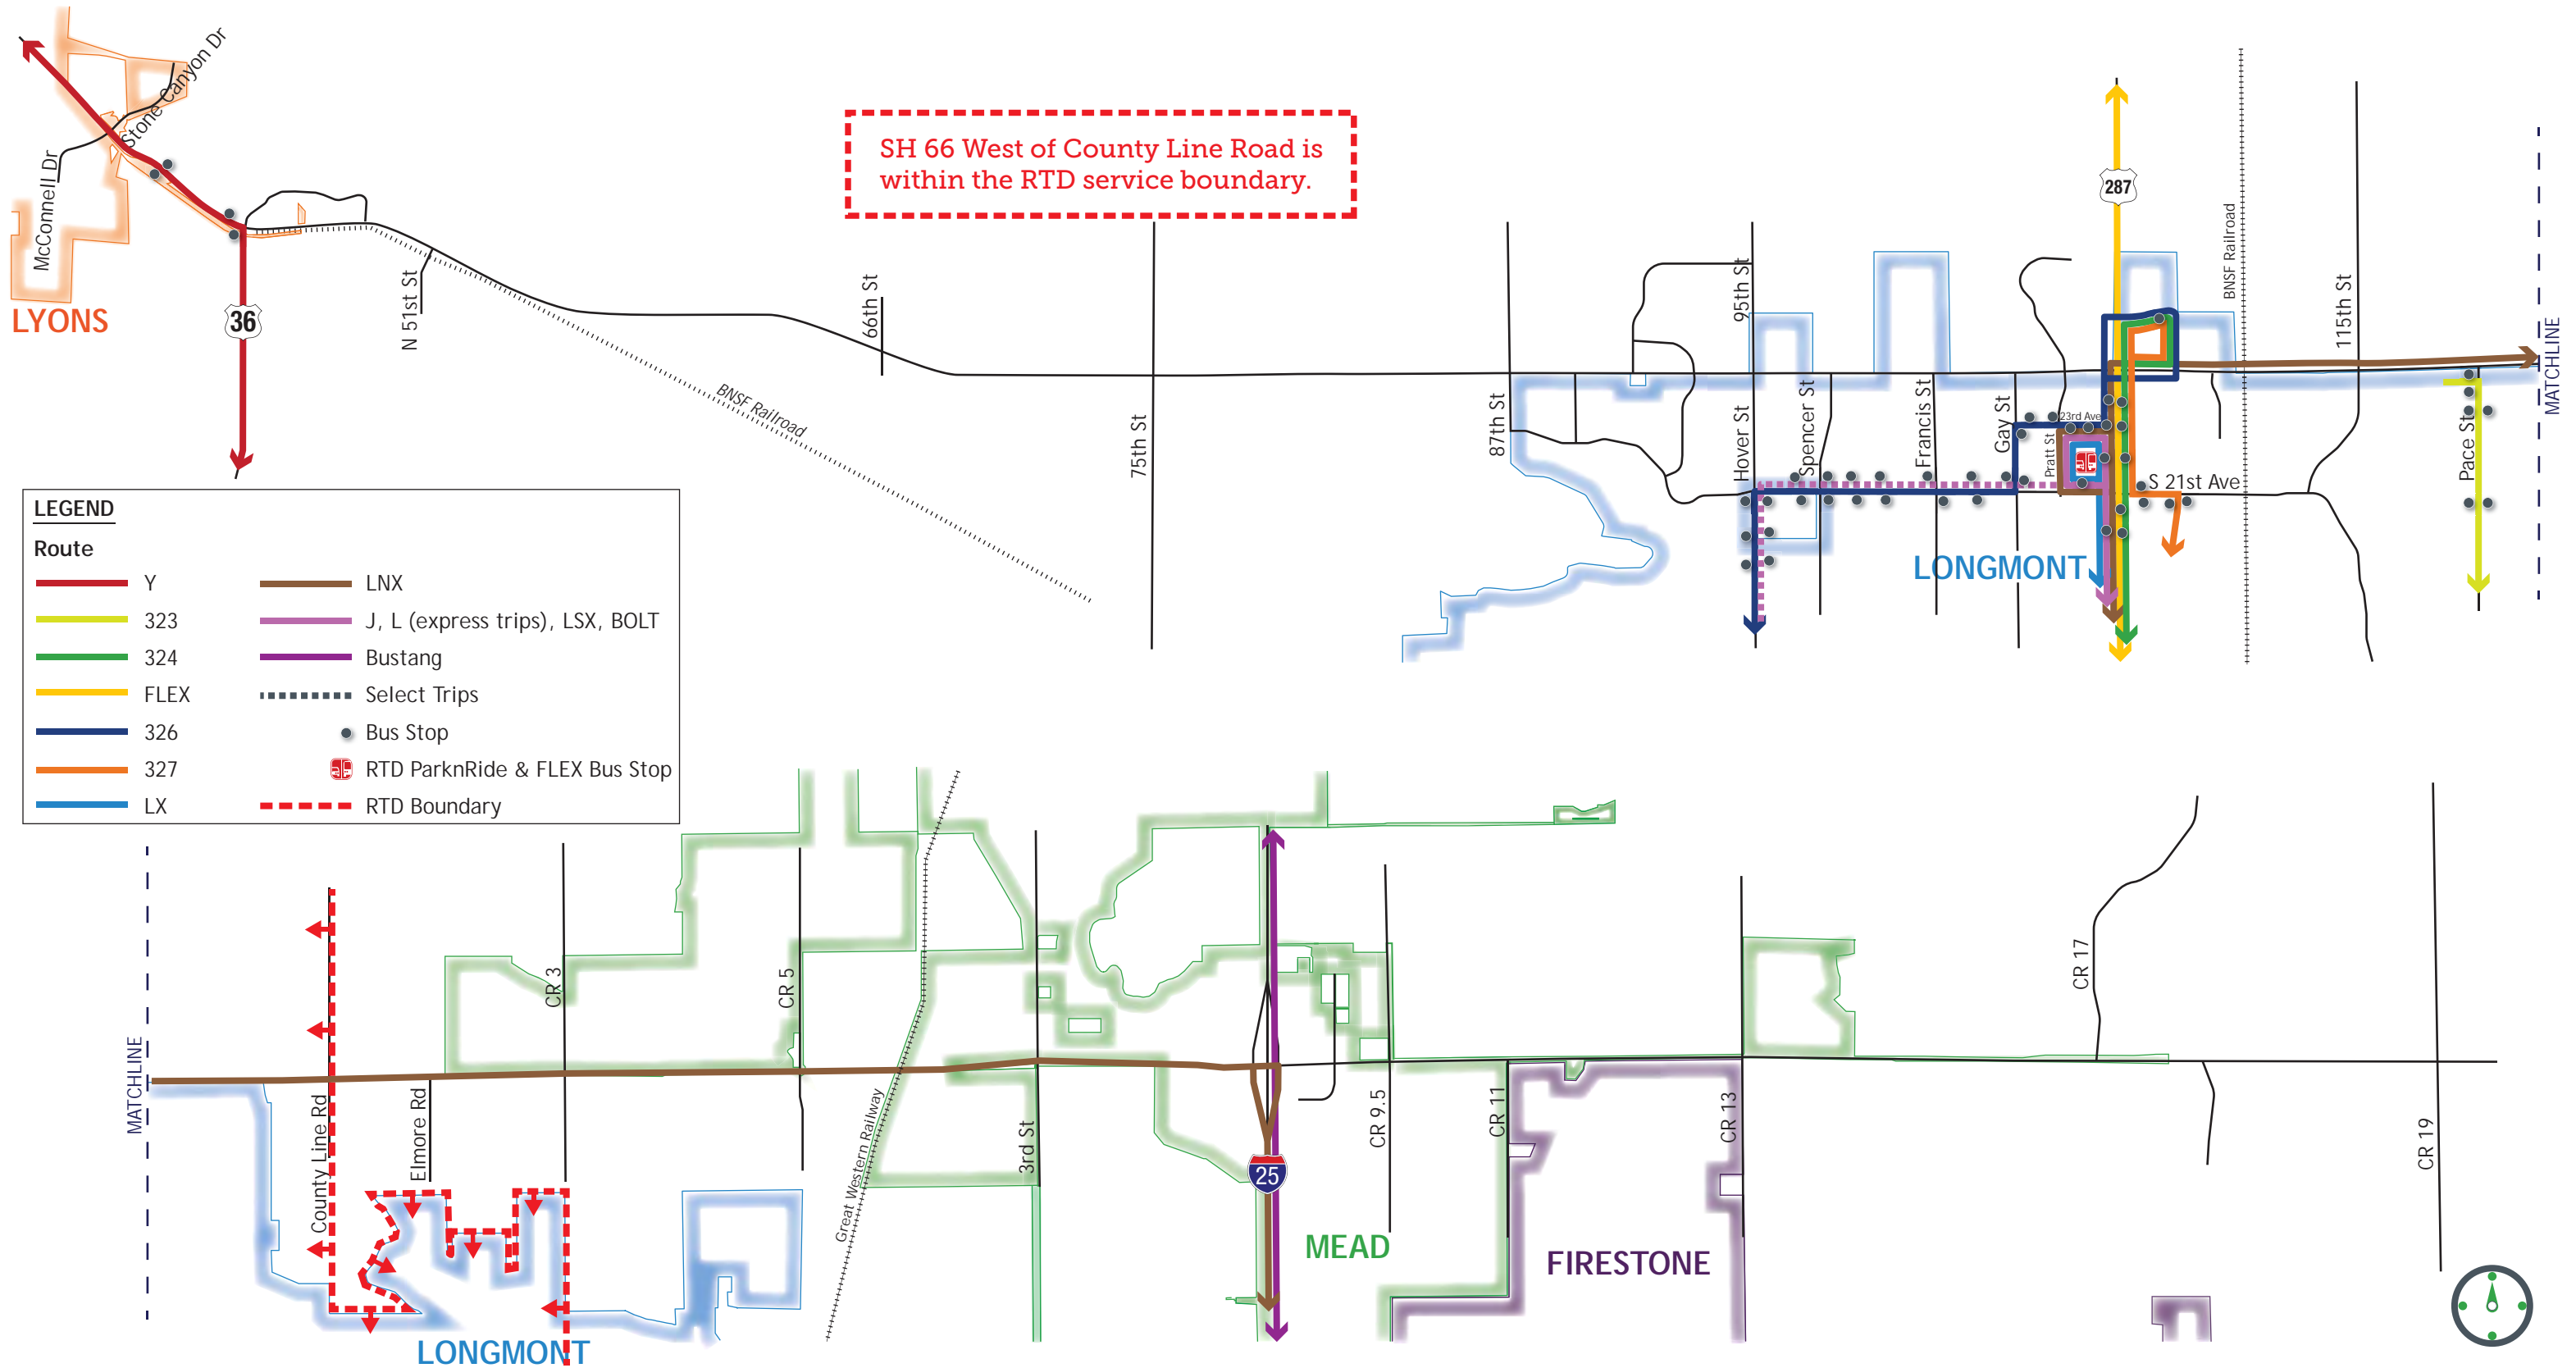 Stone Canyon Dr
McConnell Dr
LYONS
36
N 51st St
BNSF Railroad
66th St
SH 66 West of County Line Road is
within the RTD service boundary.
75th St
87th St
95th St
Hover St
Spencer St
Francis St
Gay St
Pratt St
23rd Ave
287
BNSF Railroad
115th St
S 21st Ave
Pace St
LONGMONT
MATCHLINE
LEGEND
Route
Y
323
324
FLEX
326
327
LX
LNX
J, L (express trips), LSX, BOLT
Bustang
Select Trips
Bus Stop
RTD ParknRide & FLEX Bus Stop
RTD Boundary
MATCHLINE
County Line Rd
Elmore Rd
CR 3
CR 5
Great Western Railway
3rd St
25
CR 9.5
CR 11
CR 13
CR 17
CR 19
MEAD
FIRESTONE
LONGMONT